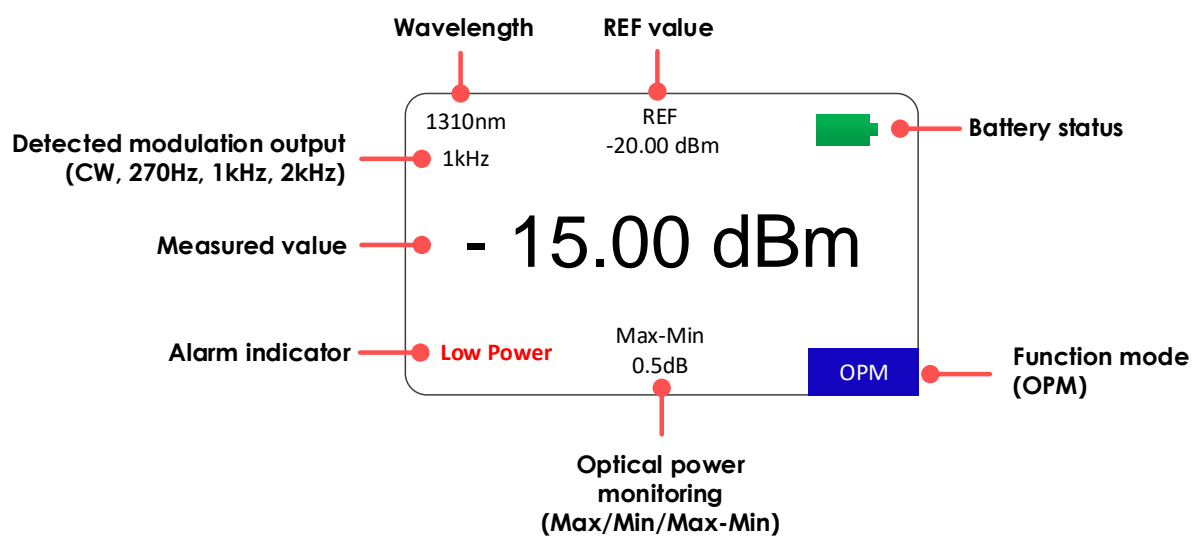 Wavelength
REF value
1310nm
REF
-20.00 dBm
Battery status
Detected modulation output
(CW, 270Hz, 1kHz, 2kHz)
1kHz
Measured value
- 15.00 dBm
Alarm indicator
Low Power
Max-Min
0.5dB
OPM
Function mode
(OPM)
Optical power
monitoring
(Max/Min/Max-Min)